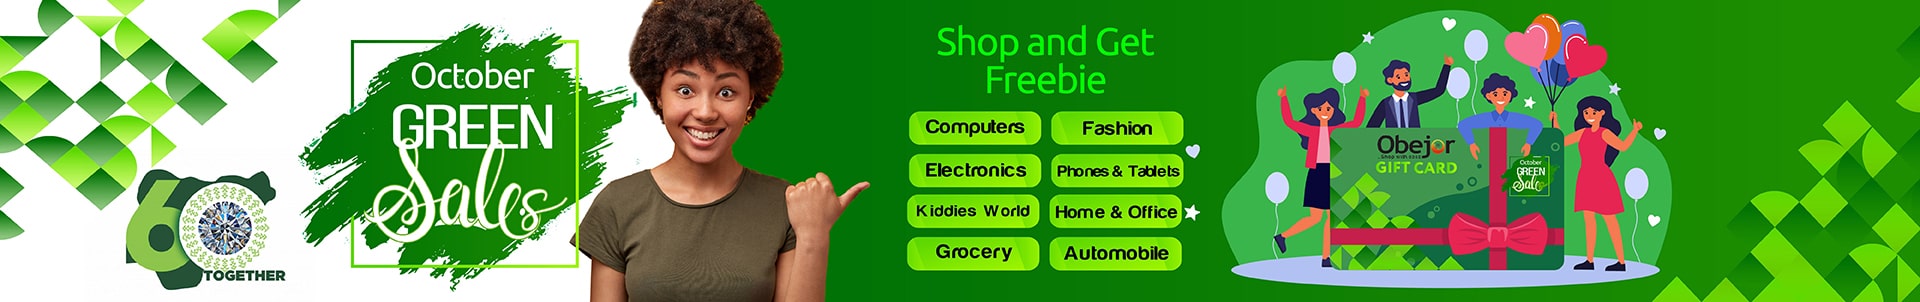 60
TOGETHER
October
GREEN
Sales
Shop and Get
Freebie
Computers
Fashion
Electronics
Phones & Tablets
Kiddies World
Home & Office
Grocery
Automobile
Obejor
GIFT CARD
October
GREEN
Sales